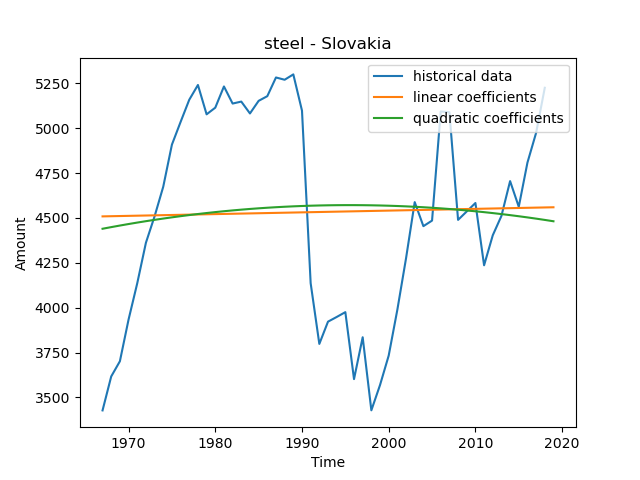 steel - Slovakia
historical data
linear coefficients
quadratic coefficients
Amount
5250
5000
4750
4500
4250
4000
3750
3500
1970 1980 1990 2000 2010 2020
Time